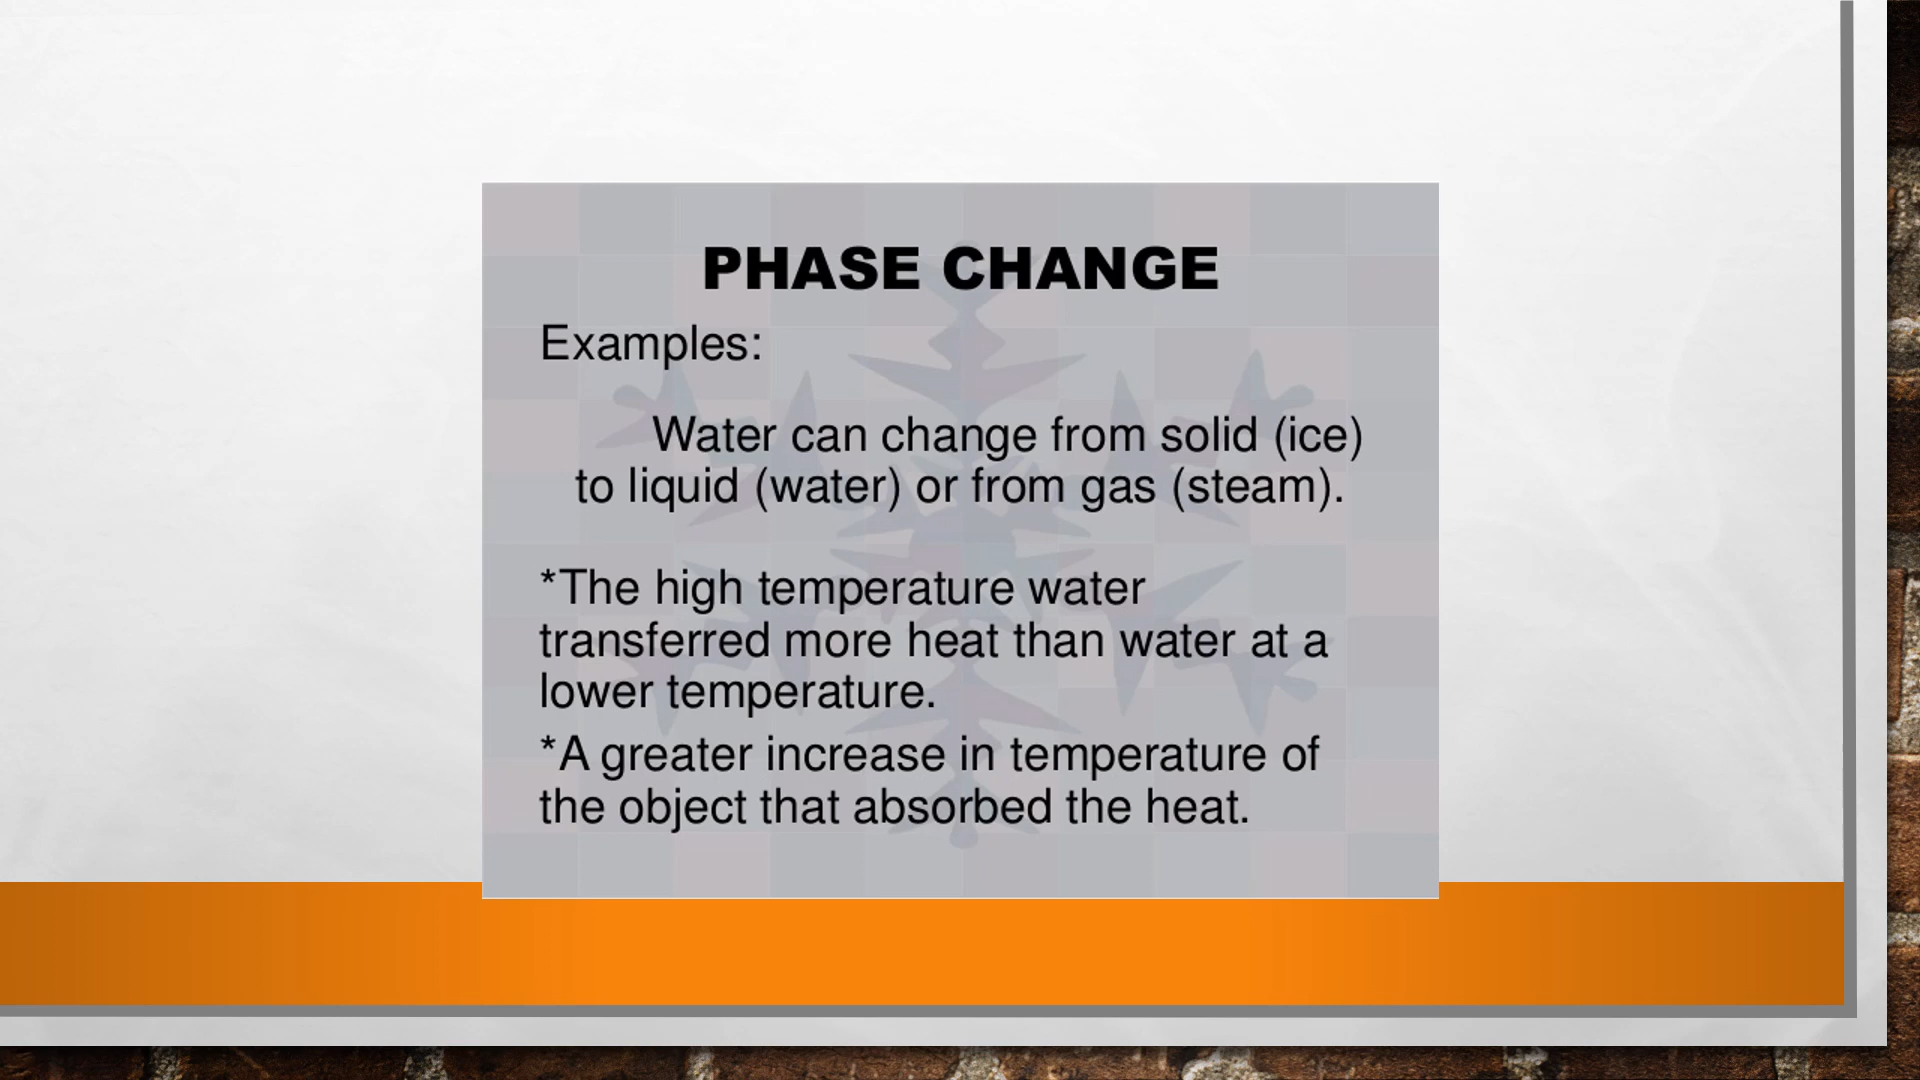 PHASE CHANGE
Examples:
Water can change from solid (ice)
to liquid (water) or from gas (steam).
*The high temperature water
transferred more heat than water at a
lower temperature.
*A greater increase in temperature of
the object that absorbed the heat.